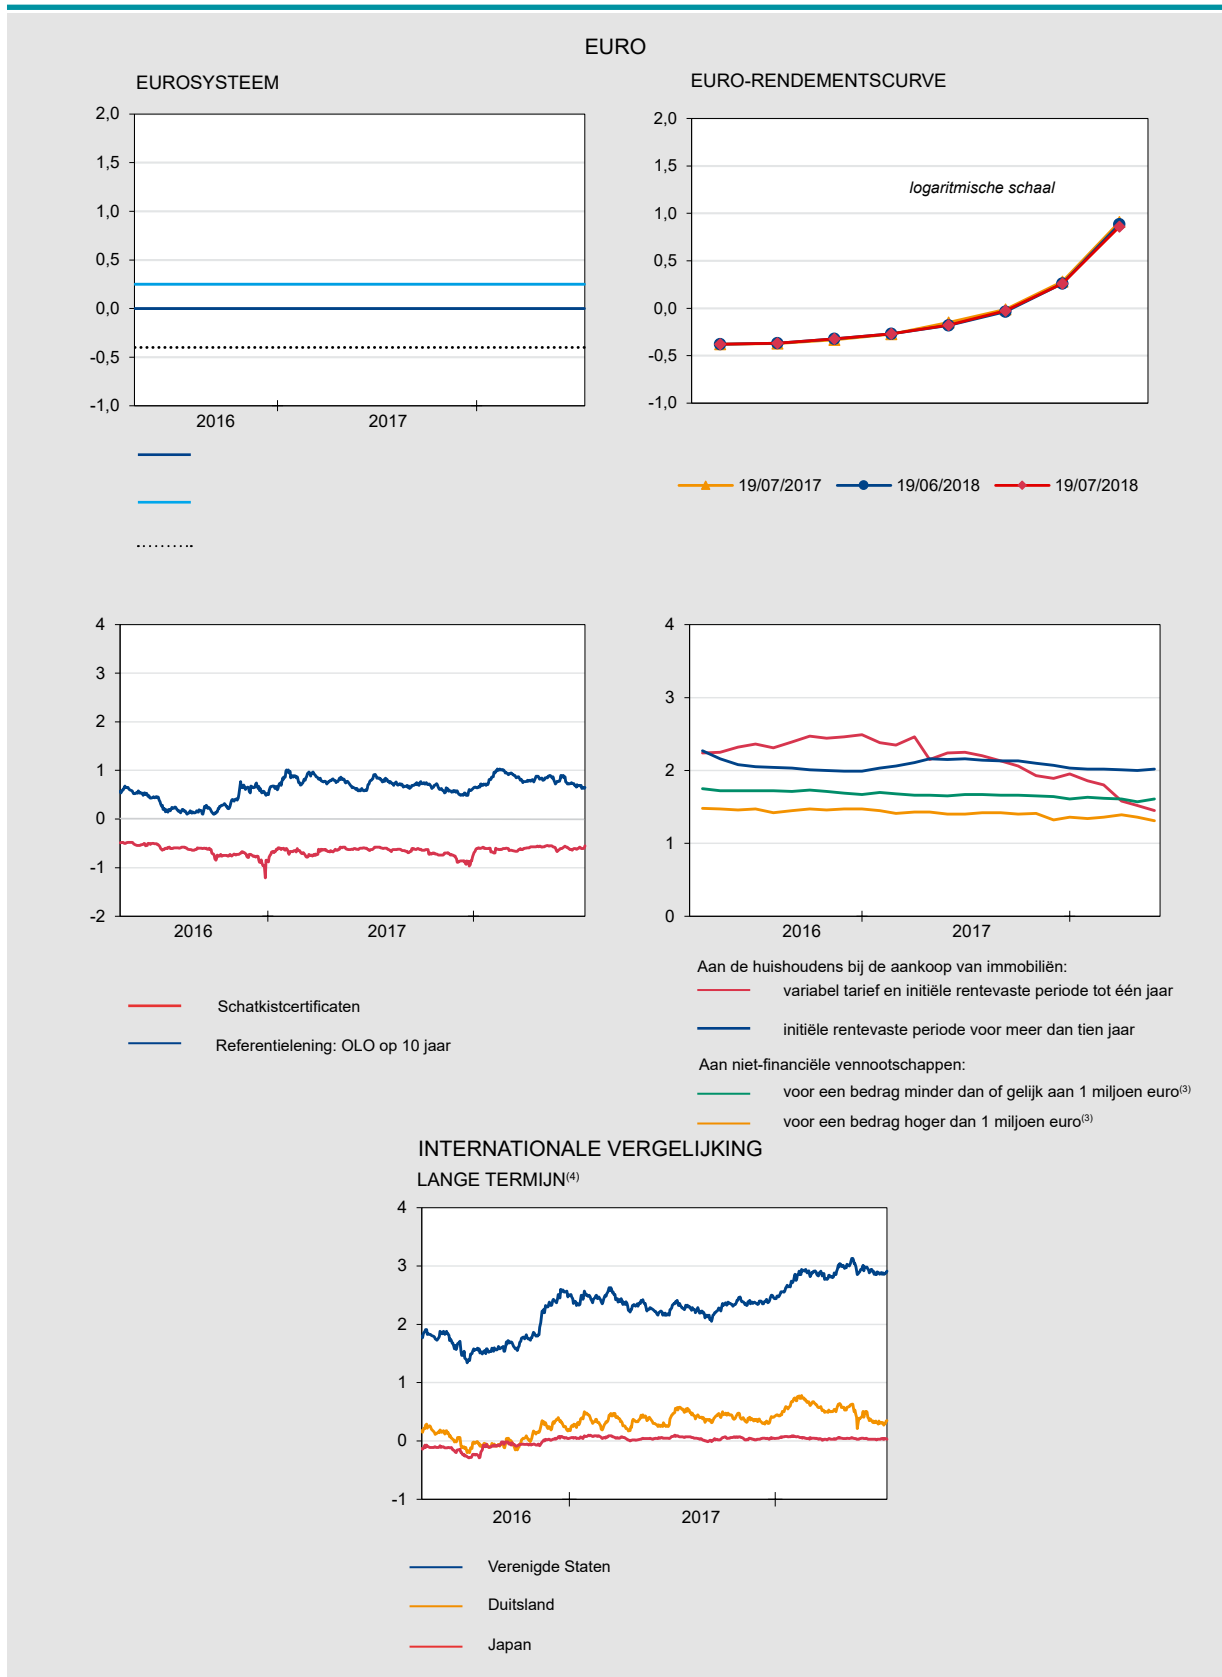 EURO
EUROSYSTEEM
2,0
1,5
1,0
0,5
0,0
-0,5
-1,0
2016 2017
EURO-RENDEMENTSCURVE
2,0
1,5
1,0
0,5
0,0
-0,5
-1,0
logaritmische schaal
19/07/2017 19/06/2018 19/07/2018
4
3
2
1
0
-1
-2
2016 2017
Schatkistcertificaten
Referentielening: OLO op 10 jaar
4
3
2
1
0
2016 2017
Aan de huishoudens bij de aankoop van immobiliën:
variabel tarief en initiële rentevaste periode tot één jaar
initiële rentevaste periode voor meer dan tien jaar
Aan niet-financiële vennootschappen:
voor een bedrag minder dan of gelijk aan 1 miljoen euro(3)
voor een bedrag hoger dan 1 miljoen euro(3)
INTERNATIONALE VERGELIJKING
LANGE TERMIJN(4)
4
3
2
1
0
-1
2016 2017
Verenigde Staten
Duitsland
Japan